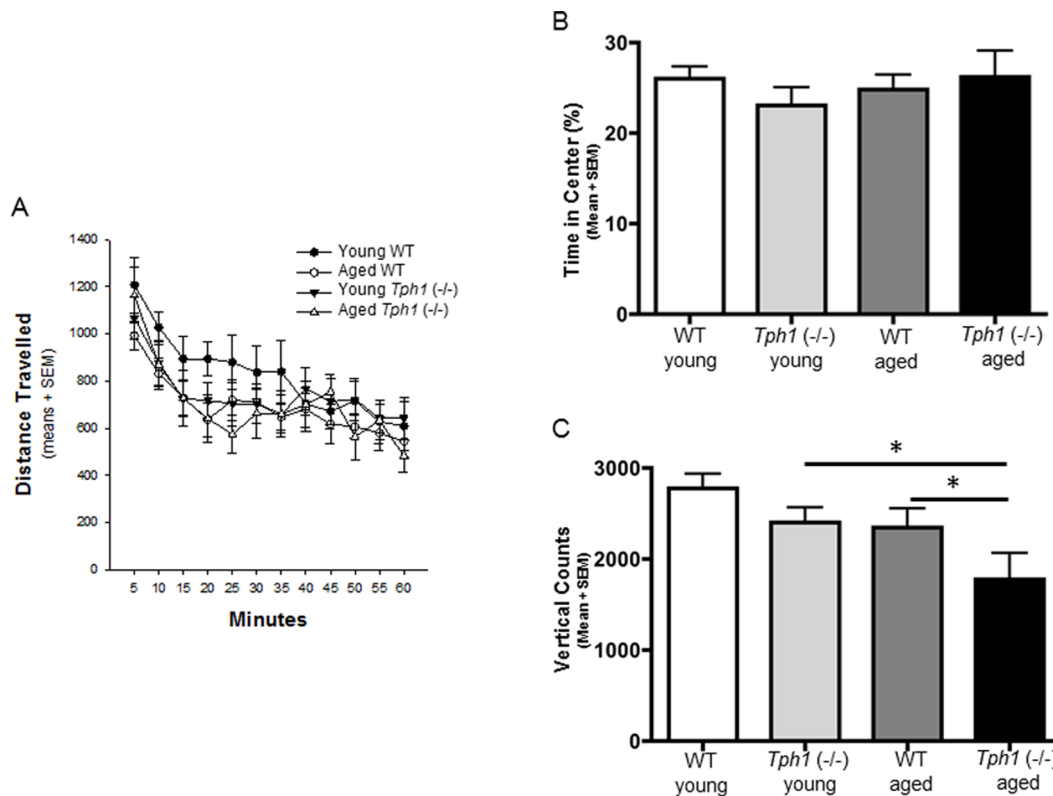 A
Distance Travelled
(means + SEM)
1400
1200
1000
800
600
400
200
0
Young WT
Aged WT
Young Tph1 (-/-)
Aged Tph1 (-/-)
5 10 15 20 25 30 35 40 45 50 55 60
Minutes
B
Time in Center (%)
(Mean + SEM)
30
20
10
0
WT young
Tph1 (-/-) young
WT aged
Tph1 (-/-) aged
C
Vertical Counts
(Mean + SEM)
3000
2000
1000
0
*
*
WT young
Tph1 (-/-) young
WT aged
Tph1 (-/-) aged